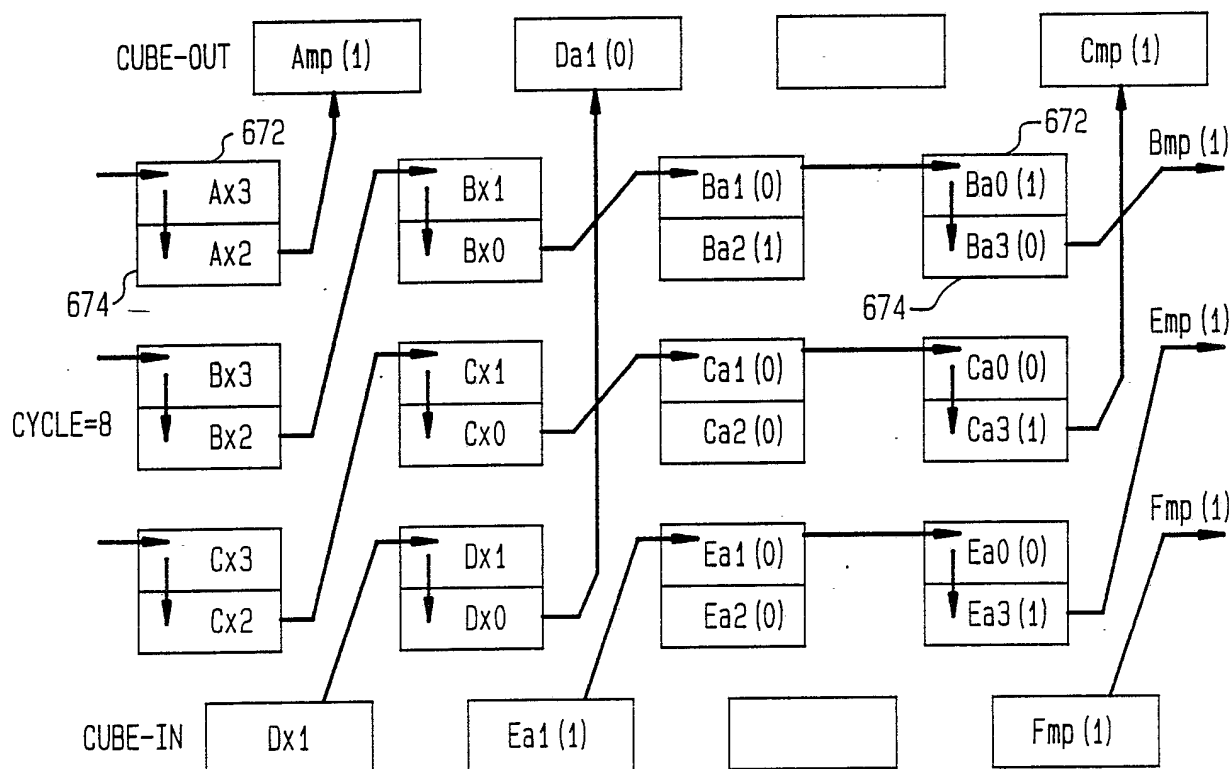 CUBE-OUT Amp (1) Da1 (0) Cmp (1)
672 672 Bmp (1)
Ax3 Bx1 Ba1 (0) Ba0 (1)
Ax2 Bx0 Ba2 (1) Ba3 (0)
674 674
Emp (1)
Bx3 Cx1 Ca1 (0) Ca0 (0)
CYCLE=8 Bx2 Cx0 Ca2 (0) Ca3 (1)
Fmp (1)
Cx3 Dx1 Ea1 (0) Ea0 (0)
Cx2 Dx0 Ea2 (0) Ea3 (1)
CUBE-IN Dx1 Ea1 (1) Fmp (1)